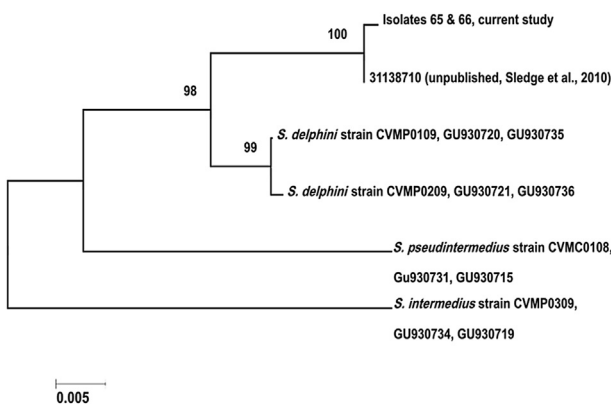 Isolates 65 & 66, current study
100
31138710 (unpublished, Sledge et al., 2010)
98
S. delphini strain CVMP0109, GU930720, GU930735
99
S. delphini strain CVMP0209, GU930721, GU930736
S. pseudintermedius strain CVMC0108,
Gu930731, GU930715
S. intermedius strain CVMP0309,
GU930734, GU930719
0.005